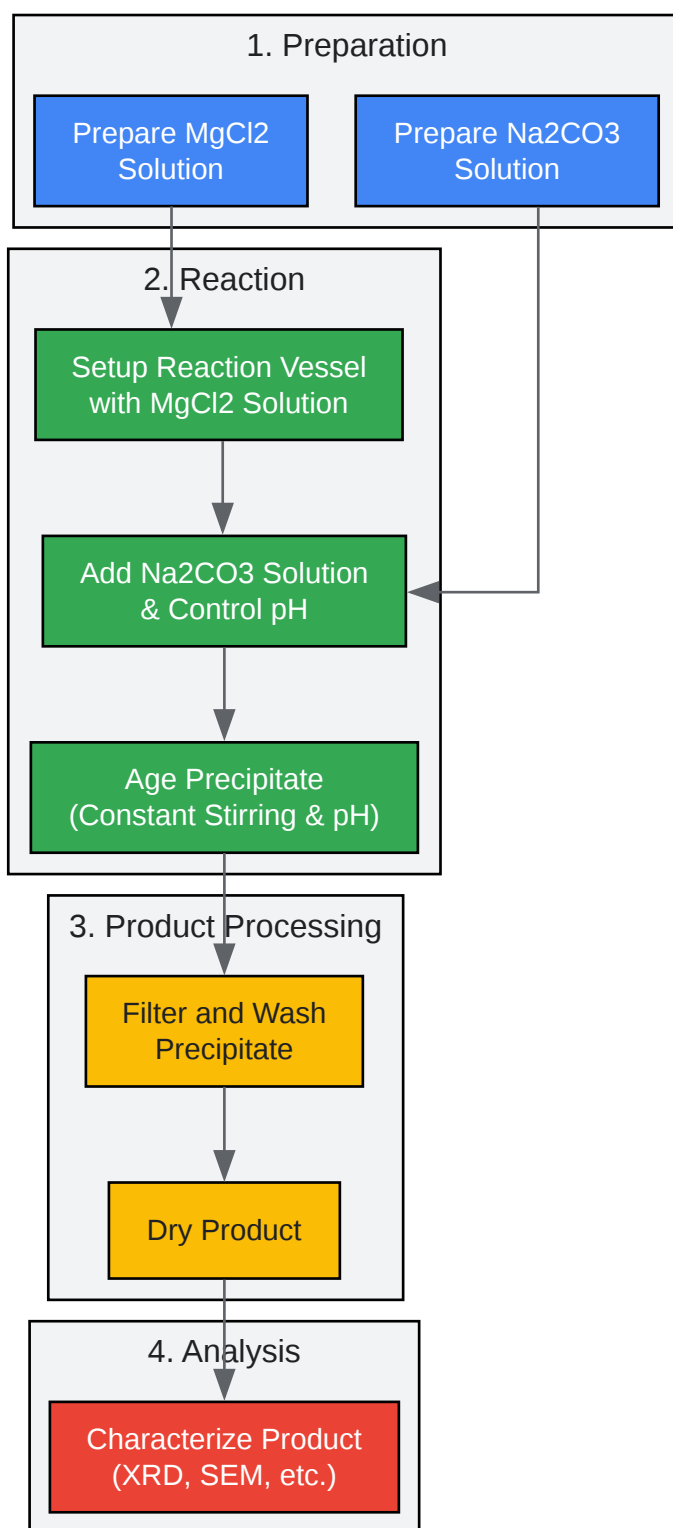 1. Preparation
Prepare MgCl2
Solution
Prepare Na2CO3
Solution
2. Reaction
Setup Reaction Vessel
with MgCl2 Solution
Add Na2CO3 Solution
& Control pH
Age Precipitate
(Constant Stirring & pH)
3. Product Processing
Filter and Wash
Precipitate
Dry Product
4. Analysis
Characterize Product
(XRD, SEM, etc.)